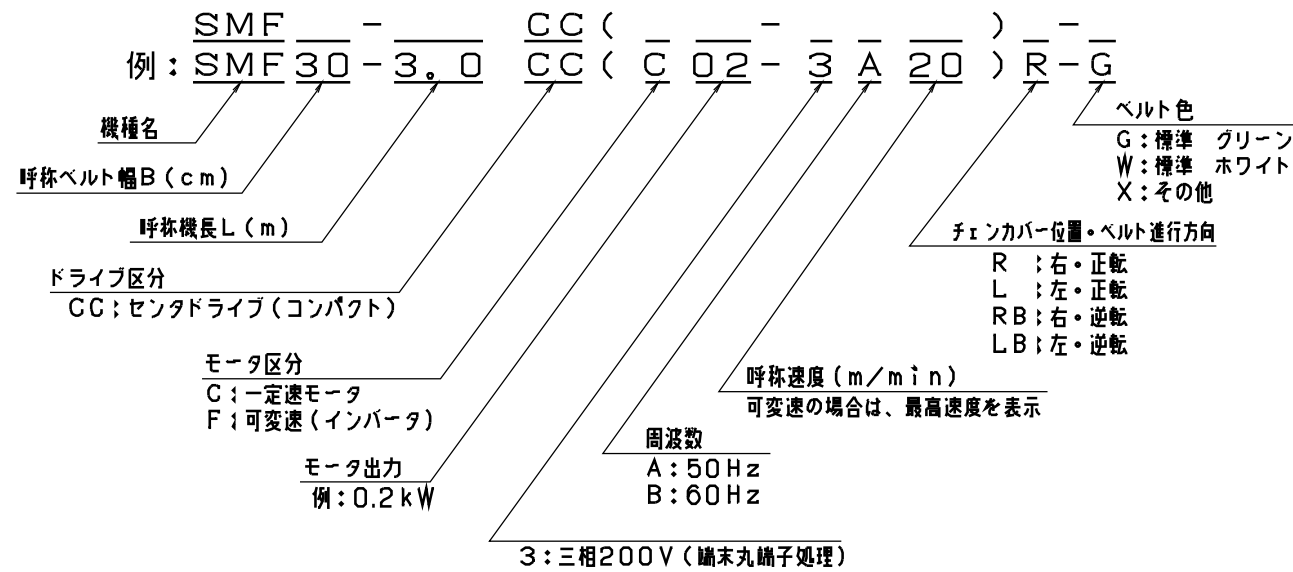 SMF __-___ CC(_ __-_ _ __)_-_
例:SMF30-3.0 CC(C 02-3 A 20)R-G
機種名
呼称ベルト幅B(cm)
呼称機長L(m)
ドライブ区分
CC:センタドライブ(コンパクト)
モータ区分
C:一定速モータ
F:可変速(インバータ)
モータ出力
例:0.2kW
3:三相200V(端末丸端子処理)
周波数
A:50Hz
B:60Hz
呼称速度(m/min)
可変速の場合は、最高速度を表示
チェンカバー位置・ベルト進行方向
R :右・正転
L :左・正転
RB:右・逆転
LB:左・逆転
ベルト色
G:標準 グリーン
W:標準 ホワイト
X:その他